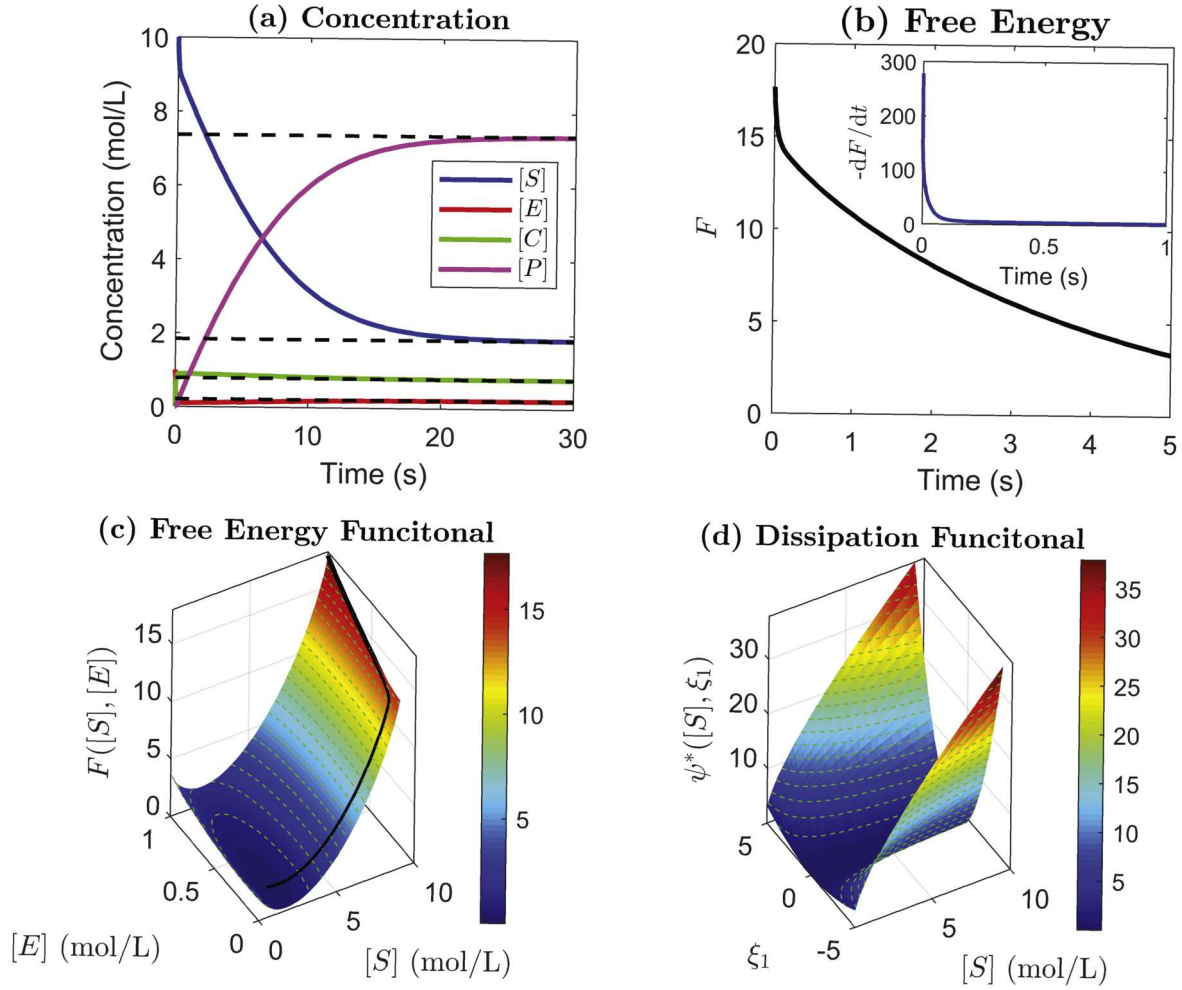 (a) Concentration
Concentration (mol/L)
10
8
6
4
2
0
[S]
[E]
[C]
[P]
0
10
20
30
Time (s)
(b) Free Energy
F
20
15
10
5
0
-dF/dt
300
200
100
0
0
0.5
1
Time (s)
0
1
2
3
4
5
Time (s)
(c) Free Energy Funcitonal
F([S], [E])
15
10
5
0
1
0.5
0
[E] (mol/L)
0
5
10
[S] (mol/L)
15
10
5
(d) Dissipation Funcitonal
ψ*([S], ξ₁)
30
20
10
5
0
-5
ξ₁
5
10
[S] (mol/L)
35
30
25
20
15
10
5